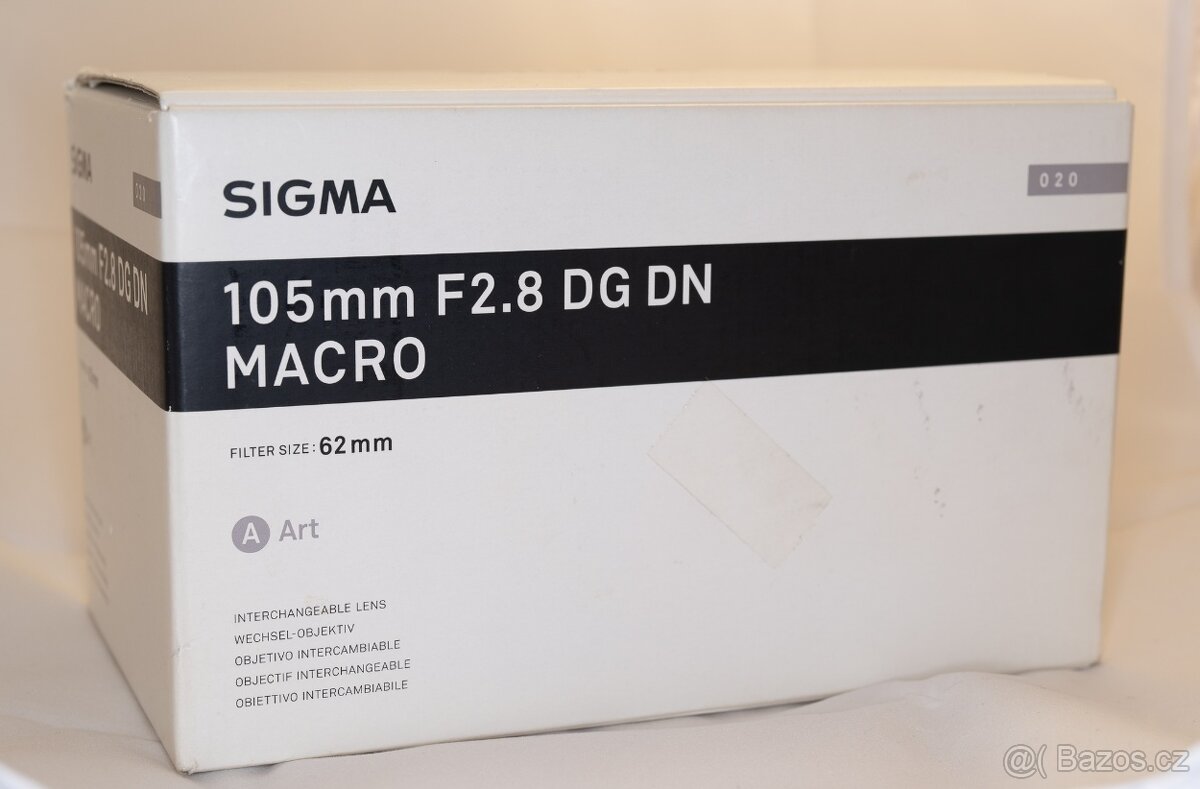 SIGMA
020
105mm F2.8 DG DN
MACRO
FILTER SIZE: 62mm
A Art
INTERCHANGEABLE LENS
WECHSEL-OBJEKTIV
OBJETIVO INTERCAMBIABLE
OBJECTIF INTERCHANGEABLE
OBIETTIVO INTERCAMBIABILE
SIGMA
020
105mm F2.8 DG DN
MACRO
@( Bazos.cz